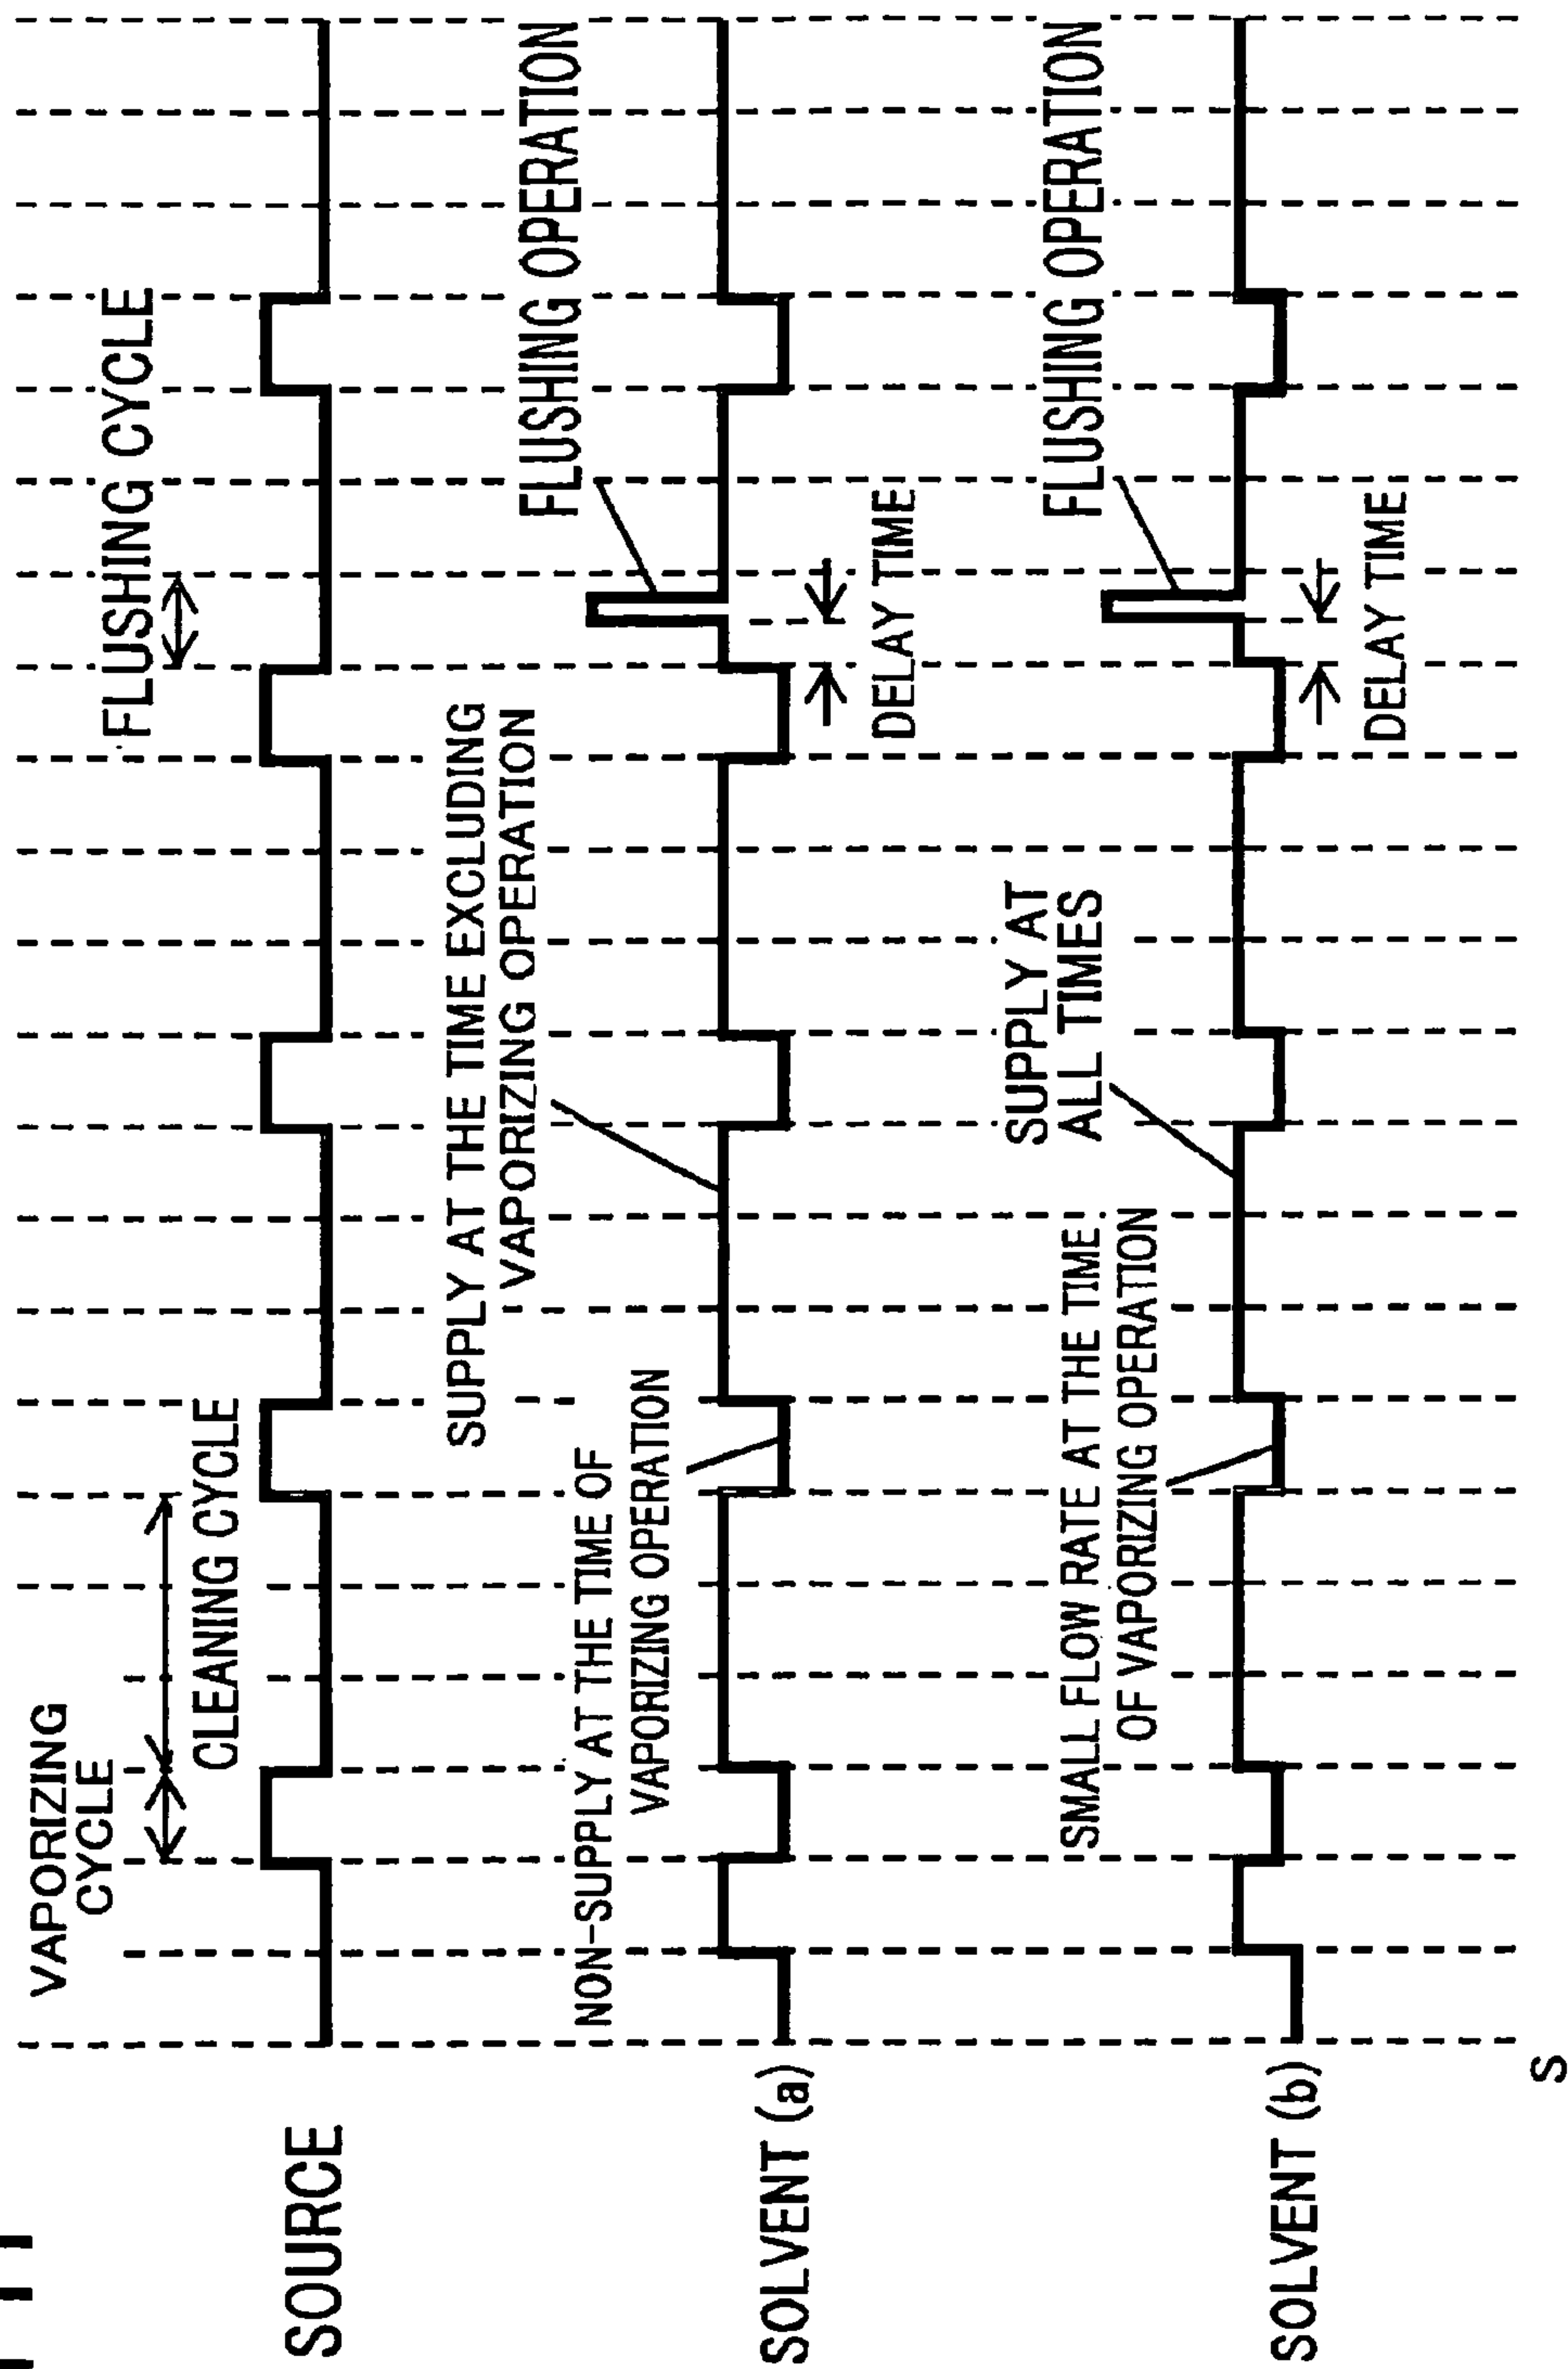 VAPORIZING
CYCLE
CLEANING CYCLE
FLUSHING CYCLE
SOURCE
SUPPLY AT THE TIME EXCLUDING
VAPORIZING OPERATION
FLUSHING OPERATION
NON-SUPPLY AT THE TIME OF
VAPORIZING OPERATION
SOLVENT (a)
DELAY TIME
SUPPLY AT
ALL TIMES
FLUSHING OPERATION
SMALL FLOW RATE AT THE TIME
OF VAPORIZING OPERATION
SOLVENT (b)
DELAY TIME
S